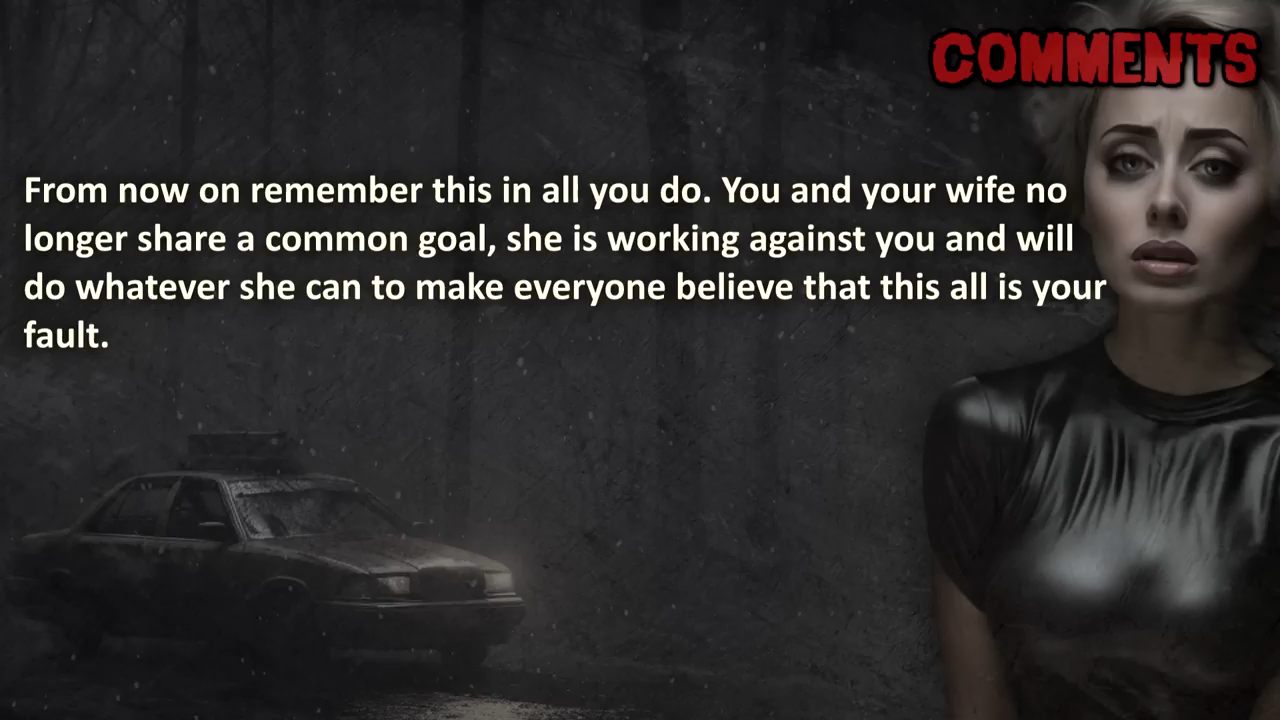 COMMENTS
From now on remember this in all you do. You and your wife no
longer share a common goal, she is working against you and will
do whatever she can to make everyone believe that this all is your
fault.